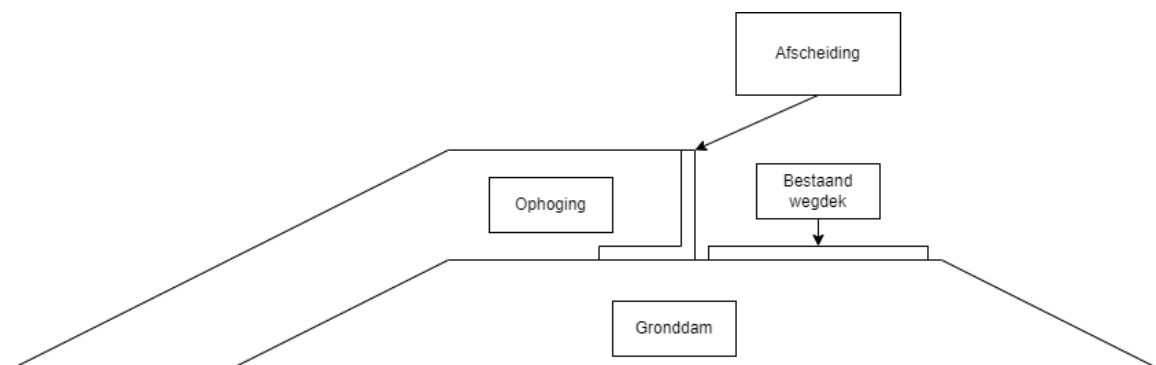 Afscheiding
Bestaand
wegdek
Ophoging
Gronddam